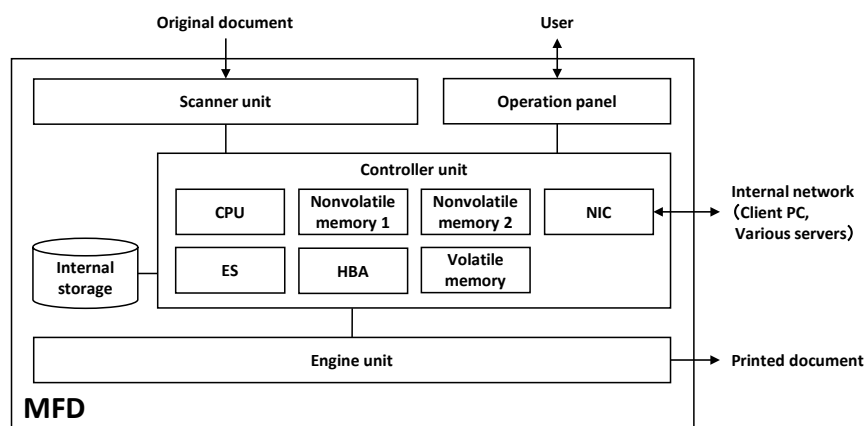 Original document
User
Scanner unit
Operation panel
Controller unit
CPU
Nonvolatile
memory 1
Nonvolatile
memory 2
NIC
Internal network
（Client PC,
Various servers）
Internal
storage
ES
HBA
Volatile
memory
Engine unit
Printed document
MFD